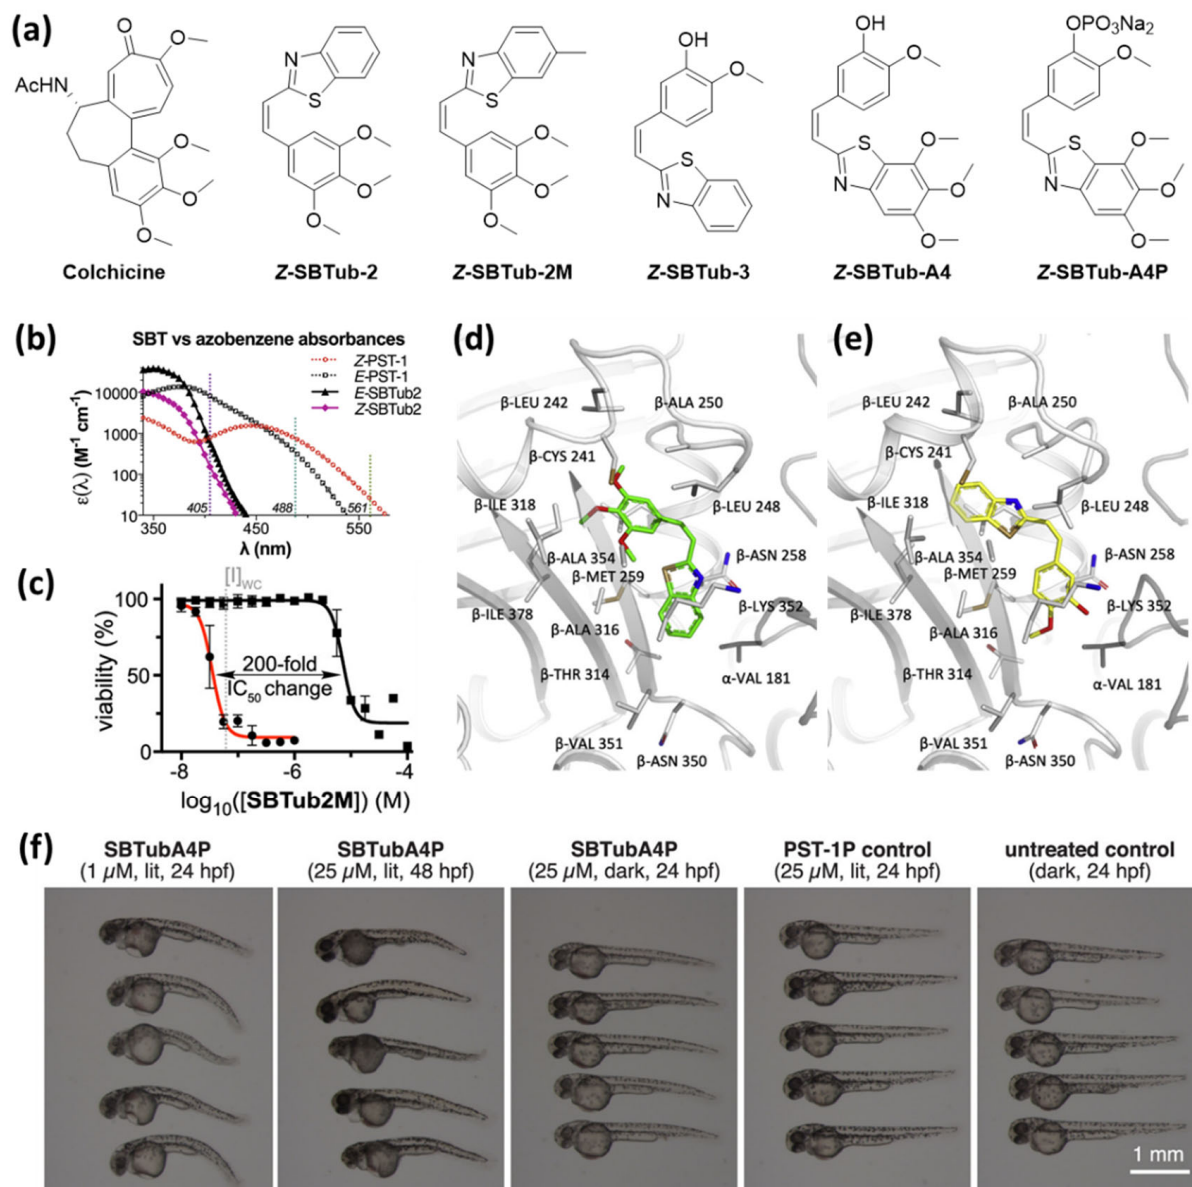 (a)
O
O
AcHN
O
O
O
Colchicine
N
S
O
O
O
Z-SBTub-2
N
S
O
O
O
Z-SBTub-2M
OH
O
S
N
Z-SBTub-3
OH
O
S
N
O
O
O
Z-SBTub-A4
OPO3Na2
O
S
N
O
O
O
Z-SBTub-A4P
(b)
SBT vs azobenzene absorbances
Z-PST-1
E-PST-1
E-SBTub2
Z-SBTub2
ε(λ) (M-1 cm-1)
10000
1000
100
10
405
488
561
350
450
550
λ (nm)
(c)
[I]WC
viability (%)
100
50
0
200-fold
IC50 change
-8
-6
-4
log10([SBTub2M]) (M)
(d)
β-LEU 242
β-ALA 250
β-CYS 241
β-ILE 318
β-LEU 248
β-ALA 354
β-MET 259
β-ASN 258
β-ILE 378
β-LYS 352
β-ALA 316
β-THR 314
α-VAL 181
β-VAL 351
β-ASN 350
(e)
β-LEU 242
β-ALA 250
β-CYS 241
β-ILE 318
β-LEU 248
β-ALA 354
β-MET 259
β-ASN 258
β-ILE 378
β-LYS 352
β-ALA 316
β-THR 314
α-VAL 181
β-VAL 351
β-ASN 350
(f)
SBTubA4P
(1 µM, lit, 24 hpf)
SBTubA4P
(25 µM, lit, 48 hpf)
SBTubA4P
(25 µM, dark, 24 hpf)
PST-1P control
(25 µM, lit, 24 hpf)
untreated control
(dark, 24 hpf)
1 mm